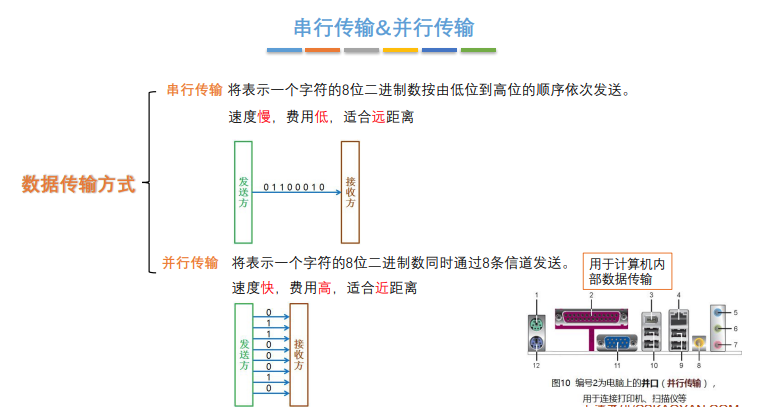 串行传输&并行传输
数据传输方式
串行传输 将表示一个字符的8位二进制数按由低位到高位的顺序依次发送。
速度慢，费用低，适合远距离
发送方
0 1 1 0 0 0 1 0
接收方
并行传输 将表示一个字符的8位二进制数同时通过8条信道发送。
速度快，费用高，适合近距离
用于计算机内
部数据传输
发送方
0
1
1
0
0
0
1
0
接收方
1 2 3 4
5
6
7
12 11 10 9 8
图10 编号2为电脑上的并口（并行传输），
用于连接打印机、扫描仪等